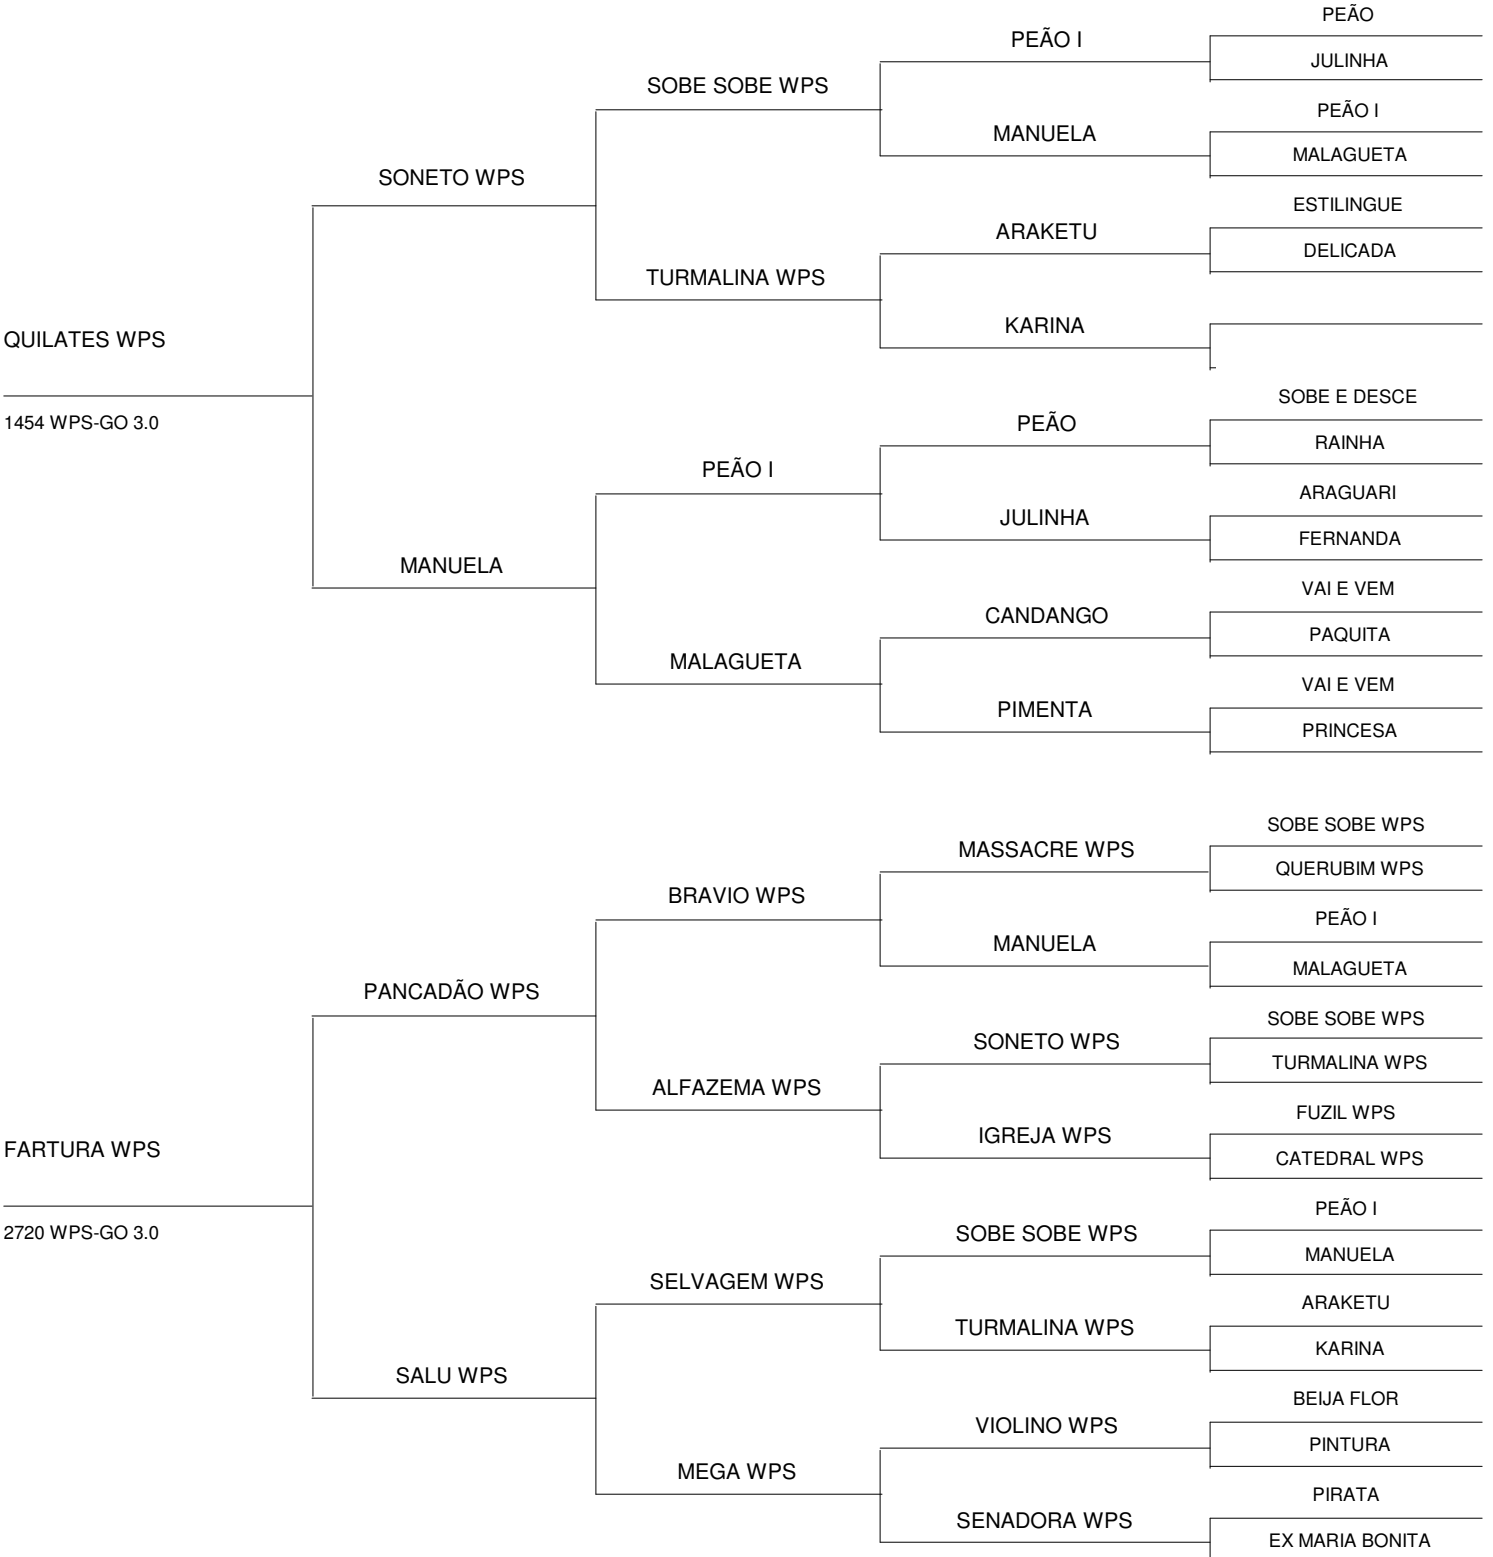 PEÃO
PEÃO I
JULINHA
SOBE SOBE WPS
PEÃO I
MANUELA
MALAGUETA
SONETO WPS
ESTILINGUE
ARAKETU
DELICADA
TURMALINA WPS
KARINA
QUILATES WPS
SOBE E DESCE
1454 WPS-GO 3.0
PEÃO
RAINHA
PEÃO I
ARAGUARI
JULINHA
FERNANDA
MANUELA
VAI E VEM
CANDANGO
PAQUITA
MALAGUETA
VAI E VEM
PIMENTA
PRINCESA
SOBE SOBE WPS
MASSACRE WPS
QUERUBIM WPS
BRAVIO WPS
PEÃO I
MANUELA
MALAGUETA
PANCADÃO WPS
SOBE SOBE WPS
SONETO WPS
TURMALINA WPS
ALFAZEMA WPS
FUZIL WPS
IGREJA WPS
FARTURA WPS
CATEDRAL WPS
PEÃO I
2720 WPS-GO 3.0
SOBE SOBE WPS
MANUELA
SELVAGEM WPS
ARAKETU
TURMALINA WPS
KARINA
SALU WPS
BEIJA FLOR
VIOLINO WPS
PINTURA
MEGA WPS
PIRATA
SENADORA WPS
EX MARIA BONITA